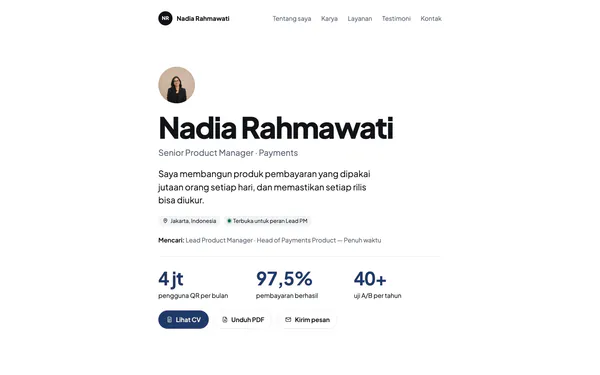 NR Nadia Rahmawati
Tentang saya Karya Layanan Testimoni Kontak
Nadia Rahmawati
Senior Product Manager · Payments
Saya membangun produk pembayaran yang dipakai
jutaan orang setiap hari, dan memastikan setiap rilis
bisa diukur.
Jakarta, Indonesia
Terbuka untuk peran Lead PM
Mencari: Lead Product Manager · Head of Payments Product — Penuh waktu
4 jt 97,5% 40+
pengguna QR per bulan pembayaran berhasil uji A/B per tahun
Lihat CV Unduh PDF Kirim pesan